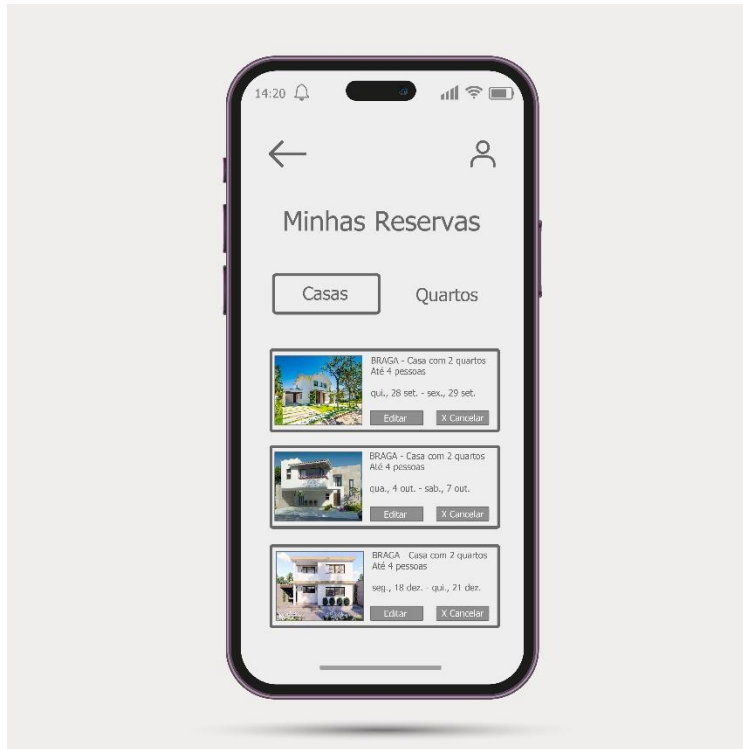 14:20
Minhas Reservas
Casas
Quartos
BRAGA - Casa com 2 quartos
Até 4 pessoas
qui., 28 set. - sex., 29 set.
Editar
X Cancelar
BRAGA - Casa com 2 quartos
Até 4 pessoas
qua., 4 out. - sab., 7 out.
Editar
X Cancelar
BRAGA Casa com 2 quartos
Até 4 pessoas
seg., 18 dez. - qui., 21 dez.
Editar
X Cancelar